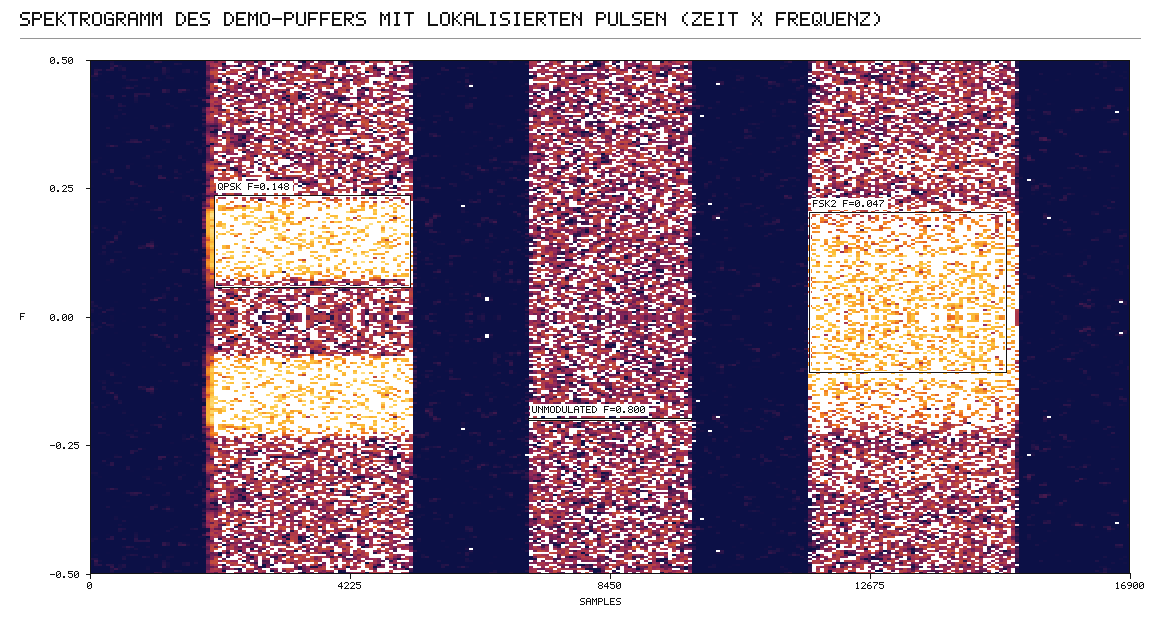 SPEKTROGRAMM DES DEMO-PUFFERS MIT LOKALISIERTEN PULSEN (ZEIT X FREQUENZ)
0.50
0.25
QPSK F=0.148
FSK2 F=0.047
F
0.00
UNMODULATED F=0.800
-0.25
-0.50
0
4225
8450
12675
16900
SAMPLES